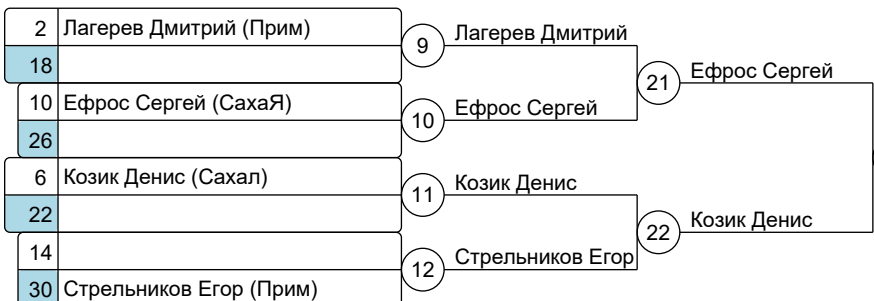 2 Лагерев Дмитрий (Прим)
18
10 Ефрос Сергей (СахаЯ)
26
6 Козик Денис (Сахал)
22
14
30 Стрельников Егор (Прим)
9 Лагерев Дмитрий
10 Ефрос Сергей
11 Козик Денис
12 Стрельников Егор
21 Ефрос Сергей
22 Козик Денис